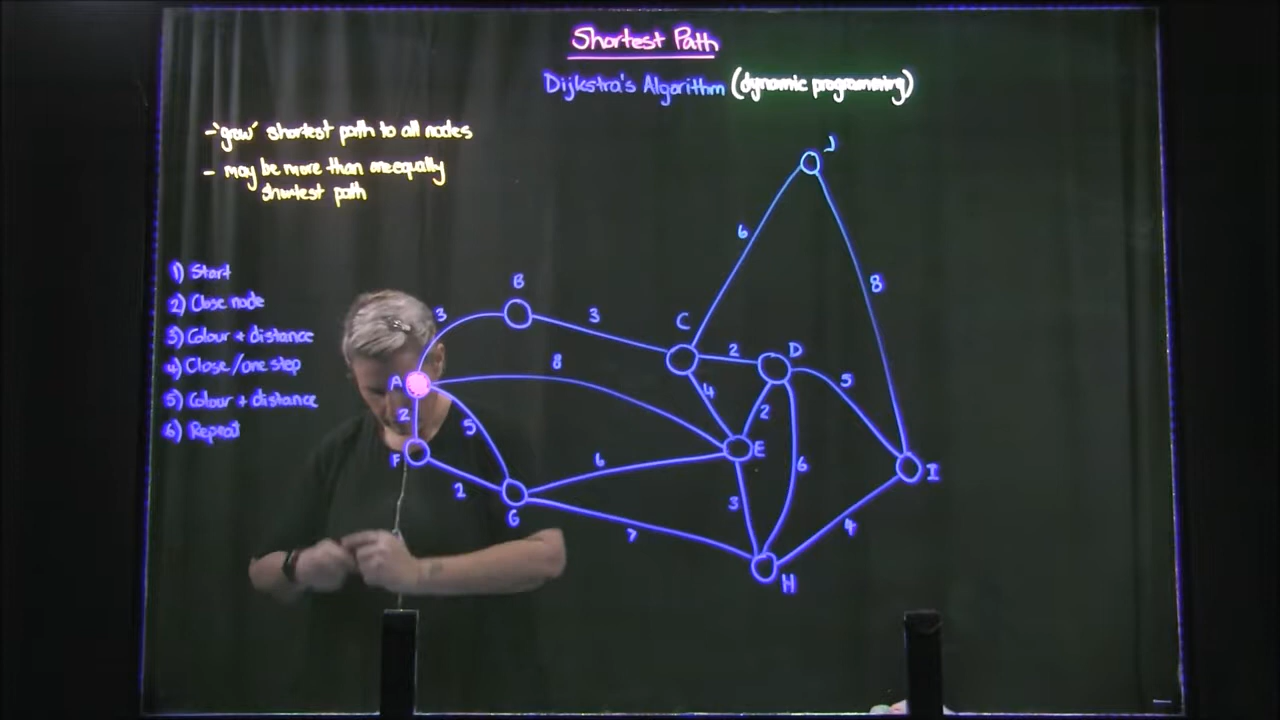 Shortest Path
Dijkstra's Algorithm (dynamic programming)
- 'grow' shortest path to all nodes
- may be more than one equally
shortest path
1) Start
2) Close node
3) Colour + distance
4) Close/one step
5) Colour + distance
6) Repeat
J
6
8
B
3
3
C
2
D
8
A
4
5
2
5
2
E
F
6
6
I
2
3
G
7
4
H